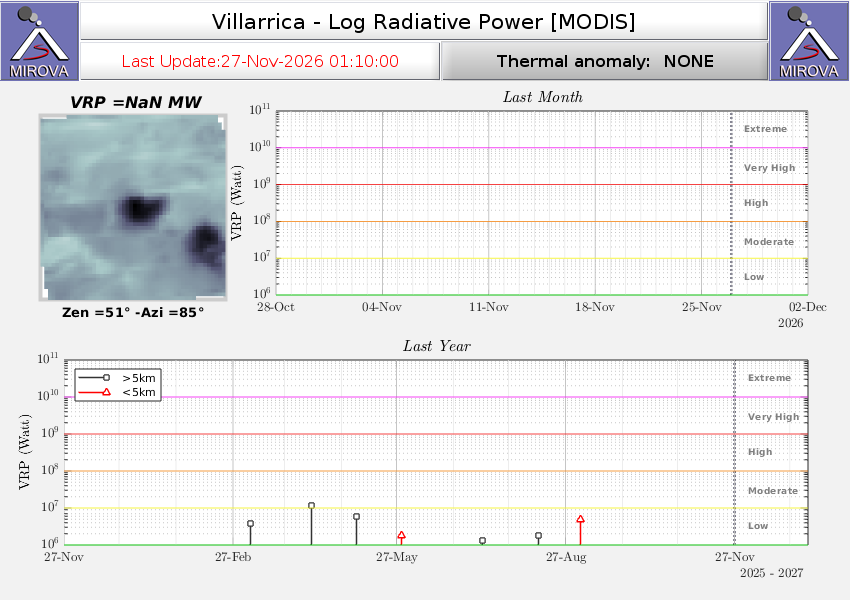 Villarrica - Log Radiative Power [MODIS]
MIROVA
Last Update:27-Nov-2026 01:10:00
Thermal anomaly: NONE
MIROVA
VRP =NaN MW
Zen =51° -Azi =85°
Last Month
VRP (Watt)
10¹¹
10¹⁰
10⁹
10⁸
10⁷
10⁶
Extreme
Very High
High
Moderate
Low
28-Oct 04-Nov 11-Nov 18-Nov 25-Nov 02-Dec
2026
Last Year
VRP (Watt)
10¹¹
10¹⁰
10⁹
10⁸
10⁷
10⁶
>5km
<5km
Extreme
Very High
High
Moderate
Low
27-Nov 27-Feb 27-May 27-Aug 27-Nov
2025 - 2027